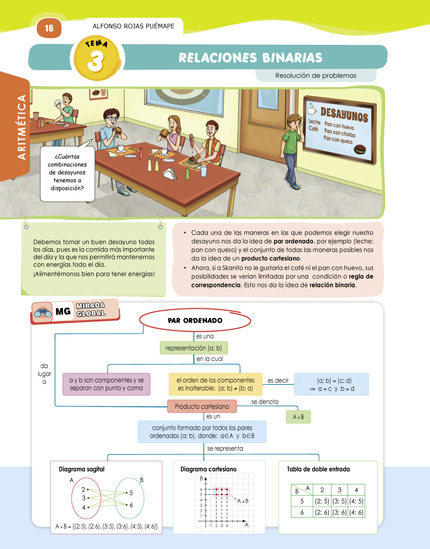 16
ALFONSO ROJAS PUÉMAPE
TEMA
3
RELACIONES BINARIAS
Resolución de problemas
ARITMÉTICA
DESAYUNOS
Leche
Café
Pan con huevo
Pan con chorizo
Pan con queso
¿Cuántas
combinaciones
de desayunos
tenemos a
disposición?
Debemos tomar un buen desayuno todos
los días, pues es la comida más importante
del día y la que nos permitirá mantenernos
con energías todo el día.
¡Alimentémonos bien para tener energías!
• Cada una de las maneras en las que podemos elegir nuestro
desayuno nos da la idea de par ordenado, por ejemplo (leche;
pan con queso) y el conjunto de todas las maneras posibles nos
da la idea de un producto cartesiano.
• Ahora, si a Skanito no le gustaría el café ni el pan con huevo, sus
posibilidades se verían limitadas por una condición o regla de
correspondencia. Esto nos da la idea de relación binaria.
MG
MIRADA
GLOBAL
PAR ORDENADO
es una
representación (a; b)
en la cual
da
lugar
a
a y b son componentes y se
separan con punto y coma
el orden de los componentes
es inalterable: (a; b) ≠ (b; a)
es decir
(a; b) = (c; d)
⇒ a = c y b = d
Producto cartesiano
se denota
A×B
es un
conjunto formado por todos los pares
ordenados (a; b), donde: a∈A y b∈B
se representa
Diagrama sagital
A
B
2
3
4
5
6
A × B = {(2; 5), (2; 6), (3; 5), (3; 6), (4; 5), (4; 6)}
Diagrama cartesiano
B
A × B
1 2 3 4
A
Tabla de doble entrada
B A 2 3 4
5 (2; 5) (3; 5) (4; 5)
6 (2; 6) (3; 6) (4; 6)